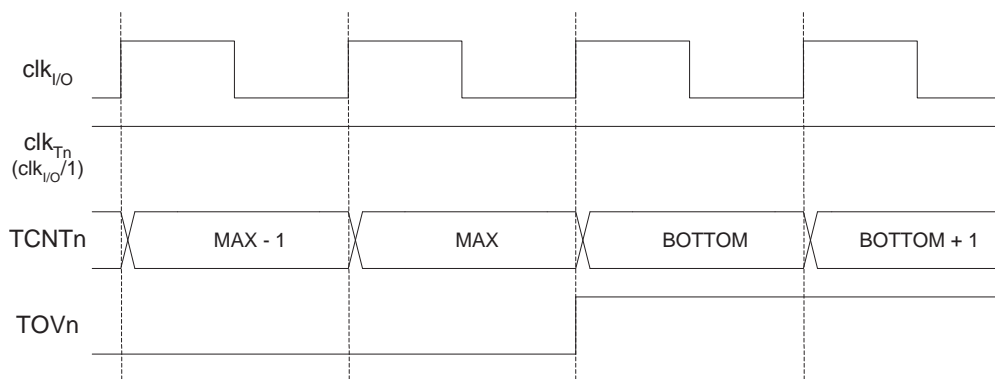 clkI/O
clkTn
(clkI/O/1)
TCNTn MAX - 1 MAX BOTTOM BOTTOM + 1
TOVn